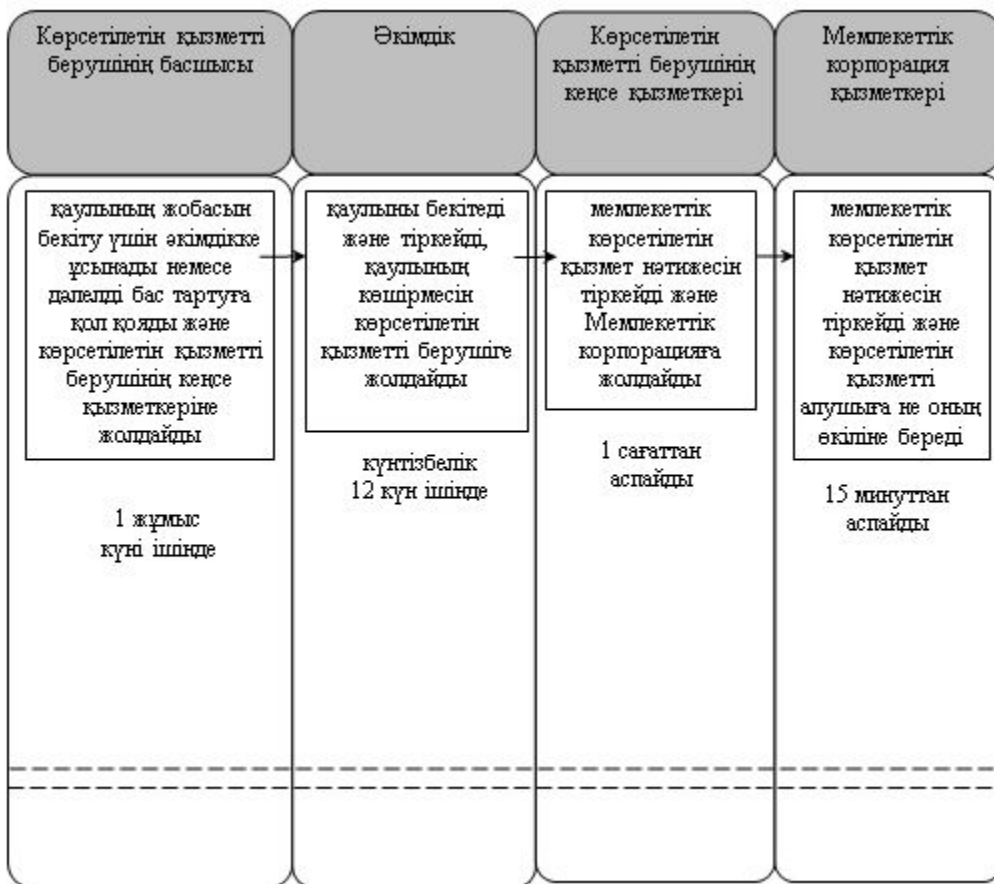 Көрсетілетін қызметті
берушінің басшысы
Әкімдік
Көрсетілетін
қызметті берушінің
кеңсе қызметкері
Мемлекеттік
корпорация
қызметкері
қаулының жобасын
бекіту үшін әкімдікке
ұсынады немесе
дәлелді бас тартуға
қол қояды және
көрсетілетін қызметті
берушінің кеңсе
қызметкеріне
жолдайды
1 жұмыс
күні ішінде
қаулыны бекітеді
және тіркейді,
қаулының
көшірмесін
көрсетілетін
қызметті берушіге
жолдайды
күнтізбелік
12 күн ішінде
мемлекеттік
көрсетілетін
қызмет нәтижесін
тіркейді және
Мемлекеттік
корпорацияға
жолдайды
1 сағаттан
аспайды
мемлекеттік
көрсетілетін
қызмет
нәтижесін
тіркейді және
көрсетілетін
қызметті
алушыға не оның
өкіліне береді
15 минуттан
аспайды